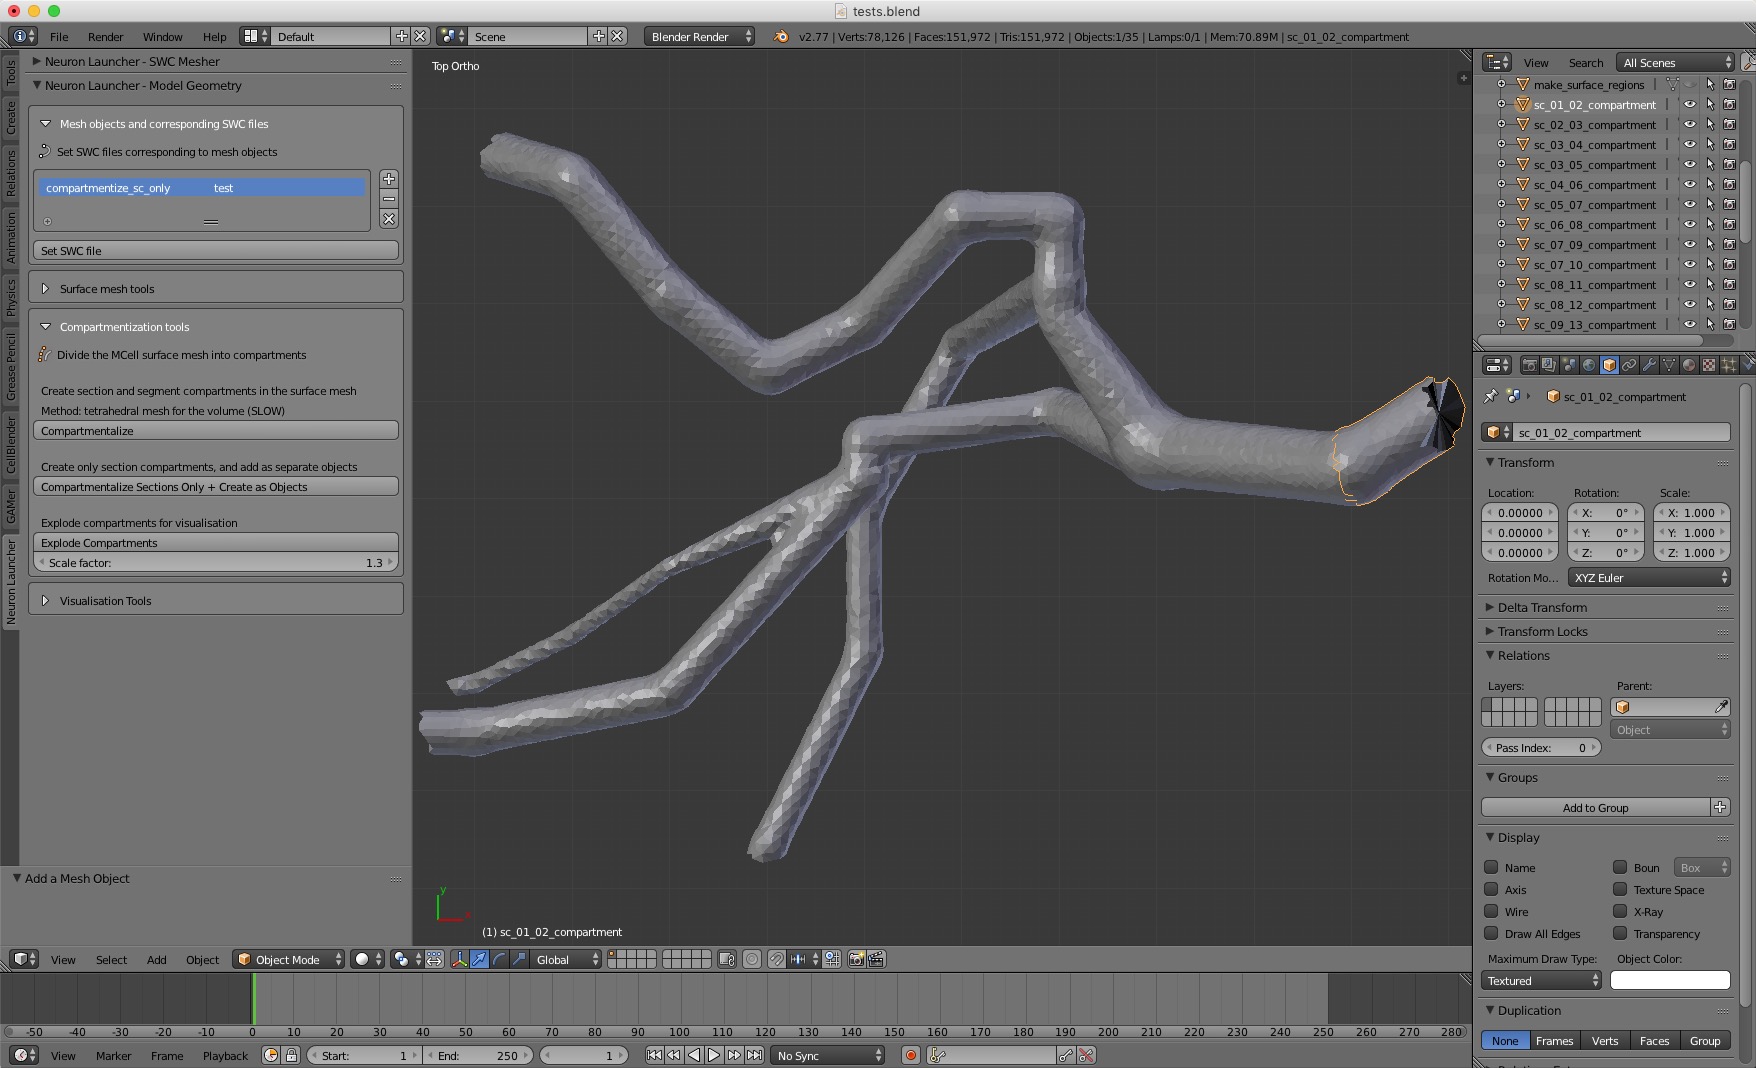 tests.blend
File Render Window Help Default Scene Blender Render v2.77 | Verts:78,126 | Faces:151,972 | Tris:151,972 | Objects:1/35 | Lamps:0/1 | Mem:70.89M | sc_01_02_compartment
Tools
Create
Relations
Animation
Physics
Grease Pencil
CellBlender
GAMer
Neuron Launcher
Neuron Launcher - SWC Mesher
Neuron Launcher - Model Geometry
Mesh objects and corresponding SWC files
Set SWC files corresponding to mesh objects
compartmentize_sc_only test
Set SWC file
Surface mesh tools
Compartmentization tools
Divide the MCell surface mesh into compartments
Create section and segment compartments in the surface mesh
Method: tetrahedral mesh for the volume (SLOW)
Compartmentalize
Create only section compartments, and add as separate objects
Compartmentalize Sections Only + Create as Objects
Explode compartments for visualisation
Explode Compartments
Scale factor: 1.3
Visualisation Tools
Add a Mesh Object
Top Ortho
y
x
(1) sc_01_02_compartment
View Select Add Object Object Mode Global
-50 -40 -30 -20 -10 0 10 20 30 40 50 60 70 80 90 100 110 120 130 140 150 160 170 180 190 200 210 220 230 240 250 260 270 280
View Marker Frame Playback Start: 1 End: 250 1 No Sync
View Search All Scenes
make_surface_regions
sc_01_02_compartment
sc_02_03_compartment
sc_03_04_compartment
sc_03_05_compartment
sc_04_06_compartment
sc_05_07_compartment
sc_06_08_compartment
sc_07_09_compartment
sc_07_10_compartment
sc_08_11_compartment
sc_08_12_compartment
sc_09_13_compartment
sc_01_02_compartment
sc_01_02_compartment
Transform
Location: Rotation: Scale:
0.00000 X: 0° X: 1.000
0.00000 Y: 0° Y: 1.000
0.00000 Z: 0° Z: 1.000
Rotation Mo... XYZ Euler
Delta Transform
Transform Locks
Relations
Layers: Parent:
Object
Pass Index: 0
Groups
Add to Group
Display
Name Boun Box
Axis Texture Space
Wire X-Ray
Draw All Edges Transparency
Maximum Draw Type: Object Color:
Textured
Duplication
None Frames Verts Faces Group